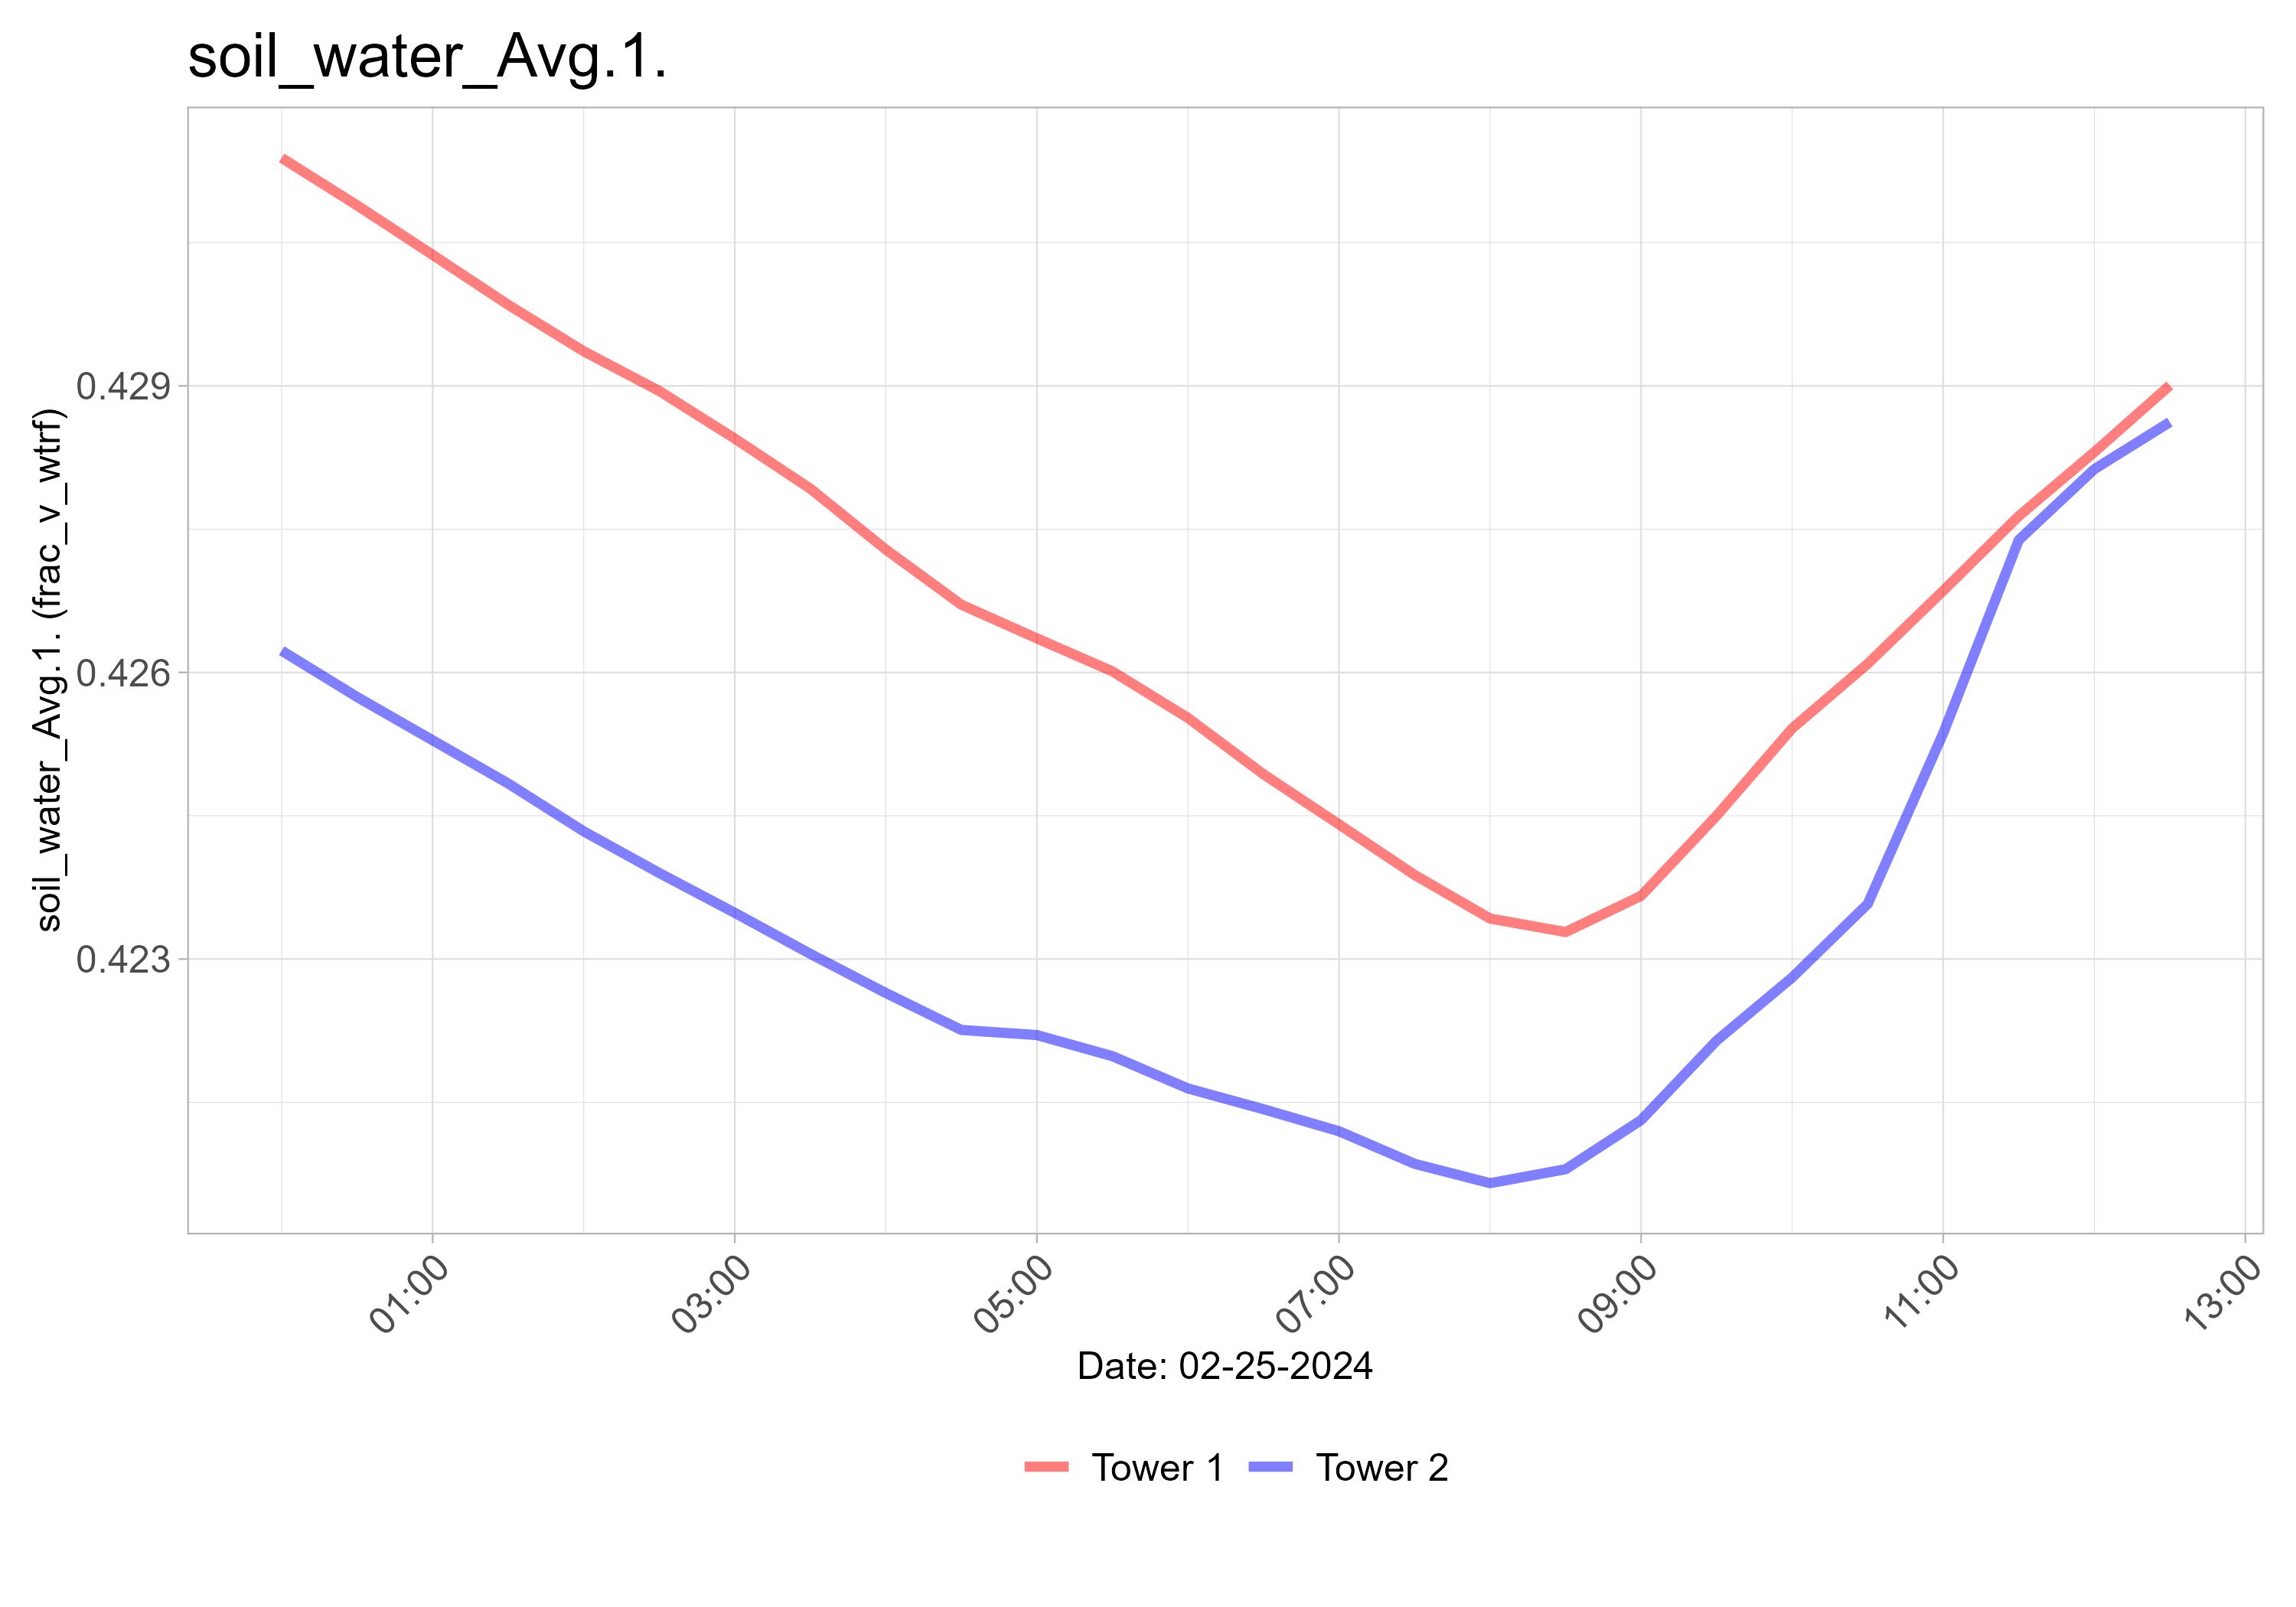 soil_water_Avg.1.
soil_water_Avg.1. (frac_v_wtrf)
0.429
0.426
0.423
01:00
03:00
05:00
07:00
09:00
11:00
13:00
Date: 02-25-2024
Tower 1
Tower 2